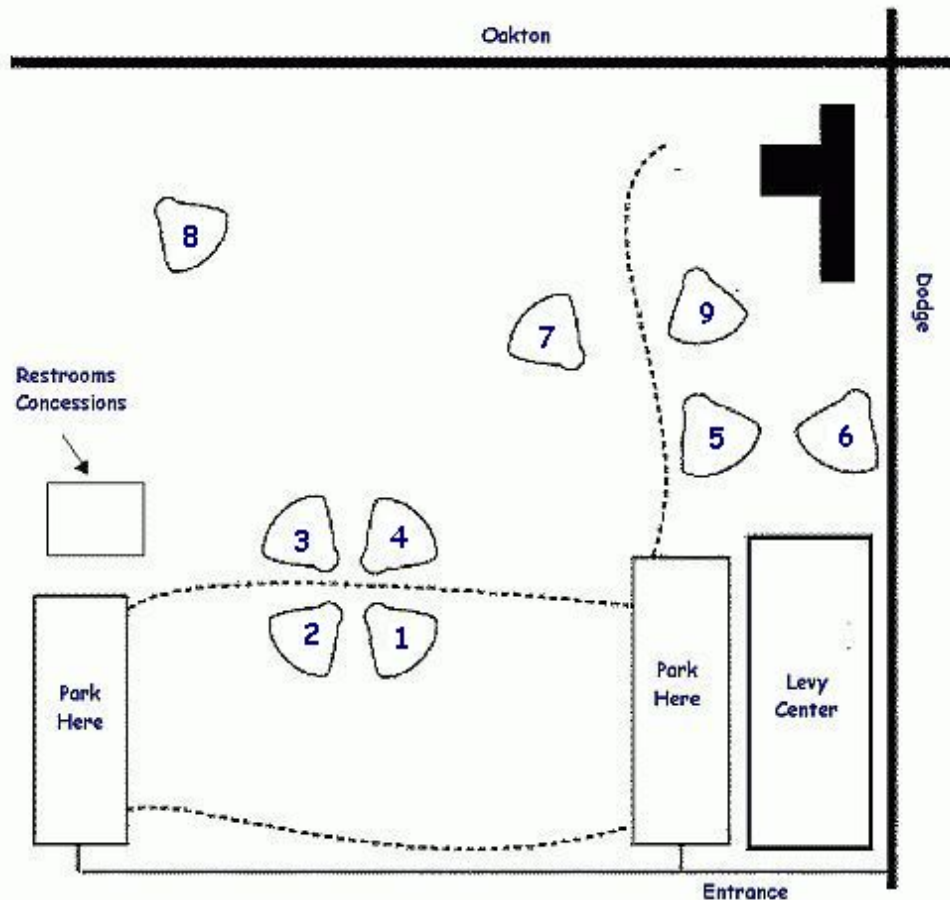 Oakton
Dodge
8
9
7
Restrooms
Concessions
5
6
3
4
2
1
Park
Here
Park
Here
Levy
Center
Entrance